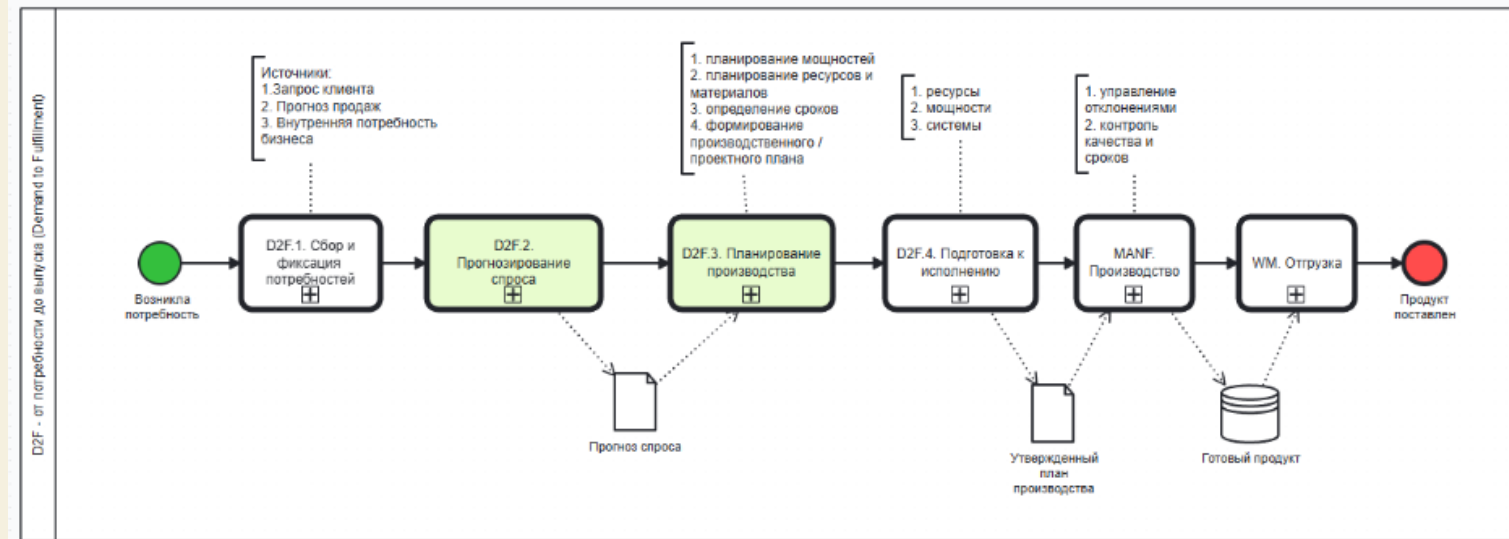 D2F - от потребности до выпуска (Demand to Fulfillment)
Источники:
1.Запрос клиента
2. Прогноз продаж
3. Внутренняя потребность
бизнеса
1. планирование мощностей
2. планирование ресурсов и
материалов
3. определение сроков
4. формирование
производственного /
проектного плана
1. ресурсы
2. мощности
3. системы
1. управление
отклонениями
2. контроль
качества и
сроков
Возникла
потребность
D2F.1. Сбор и
фиксация
потребностей
D2F.2.
Прогнозирование
спроса
D2F.3. Планирование
производства
D2F.4. Подготовка к
исполнению
MANF.
Производство
WM. Отгрузка
Продукт
поставлен
Прогноз спроса
Утвержденный
план
производства
Готовый продукт